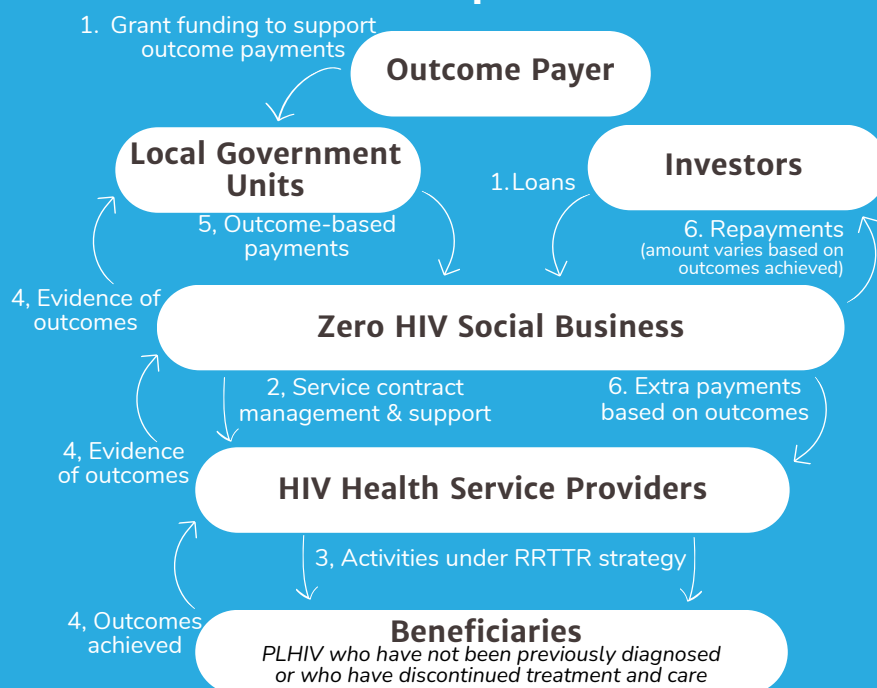 1. Grant funding to support
outcome payments
Outcome Payer
Local Government
Units
1.Loans
Investors
5, Outcome-based
payments
6. Repayments
(amount varies based on
outcomes achieved)
4, Evidence of
outcomes
Zero HIV Social Business
2, Service contract
management & support
6. Extra payments
based on outcomes
4, Evidence
of outcomes
HIV Health Service Providers
3, Activities under RRTTR strategy
4, Outcomes
achieved
Beneficiaries
PLHIV who have not been previously diagnosed
or who have discontinued treatment and care